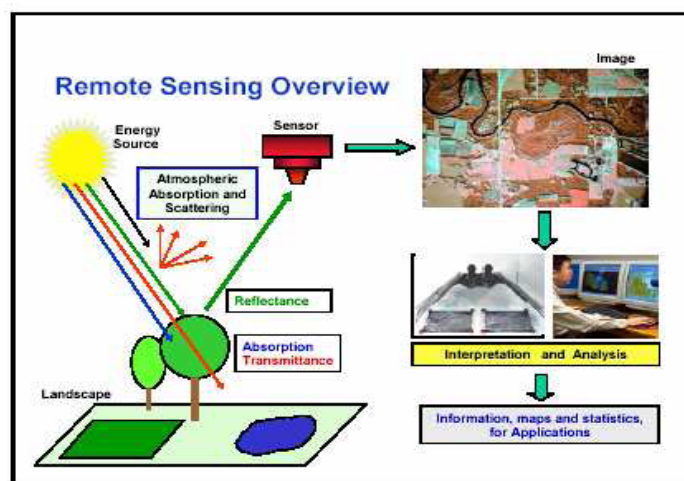 Remote Sensing Overview
Energy
Source
Atmospheric
Absorption and
Scattering
Sensor
Image
Reflectance
Absorption
Transmittance
Landscape
Interpretation and Analysis
Information, maps and statistics,
for Applications